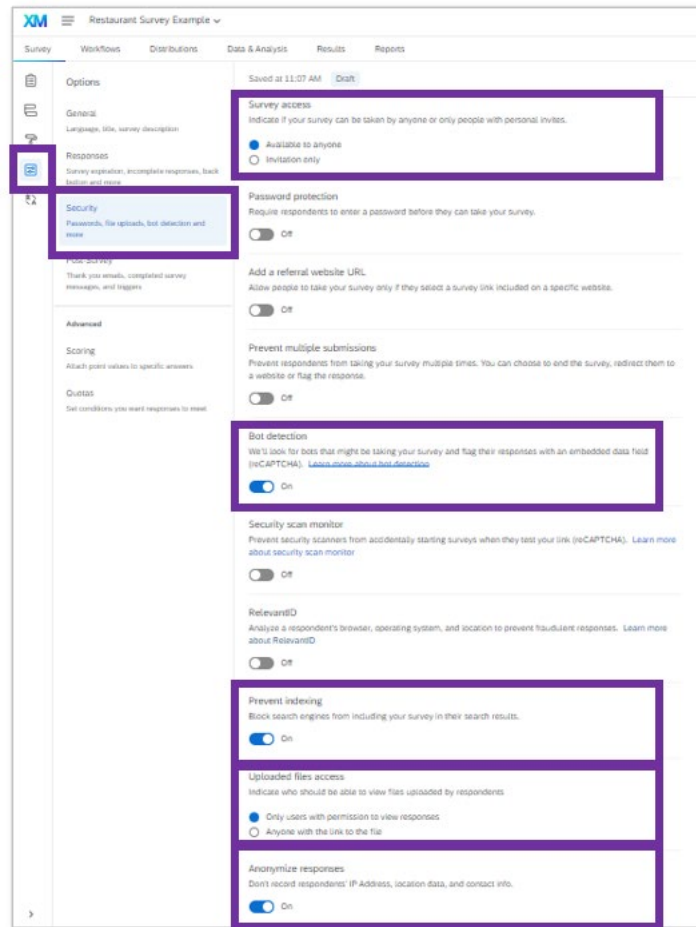 XM Restaurant Survey Example
Survey Workflows Distributions Data & Analysis Results Reports
Options
General
Language, title, survey description
Responses
Survey expiration, incomplete responses, back
button and more
Security
Passwords, file uploads, bot detection and
more
Post-Survey
Thank you emails, completed survey
messages, and triggers
Advanced
Scoring
Attach point values to specific answers
Quotas
Set conditions you want responses to meet
Saved at 11:07 AM Draft
Survey access
Indicate if your survey can be taken by anyone or only people with personal invites.
Available to anyone
Invitation only
Password protection
Require respondents to enter a password before they can take your survey.
Off
Add a referral website URL
Allow people to take your survey only if they select a survey link included on a specific website.
Off
Prevent multiple submissions
Prevent respondents from taking your survey multiple times. You can choose to end the survey, redirect them to
a website or flag the response.
Off
Bot detection
We'll look for bots that might be taking your survey and flag their responses with an embedded data field
(reCAPTCHA). Learn more about bot detection
On
Security scan monitor
Prevent security scanners from accidentally starting surveys when they test your link (reCAPTCHA). Learn more
about security scan monitor
Off
RelevantID
Analyze a respondent's browser, operating system, and location to prevent fraudulent responses. Learn more
about RelevantID
Off
Prevent indexing
Block search engines from including your survey in their search results.
On
Uploaded files access
Indicate who should be able to view files uploaded by respondents
Only users with permission to view responses
Anyone with the link to the file
Anonymize responses
Don't record respondents' IP Address, location data, and contact info.
On